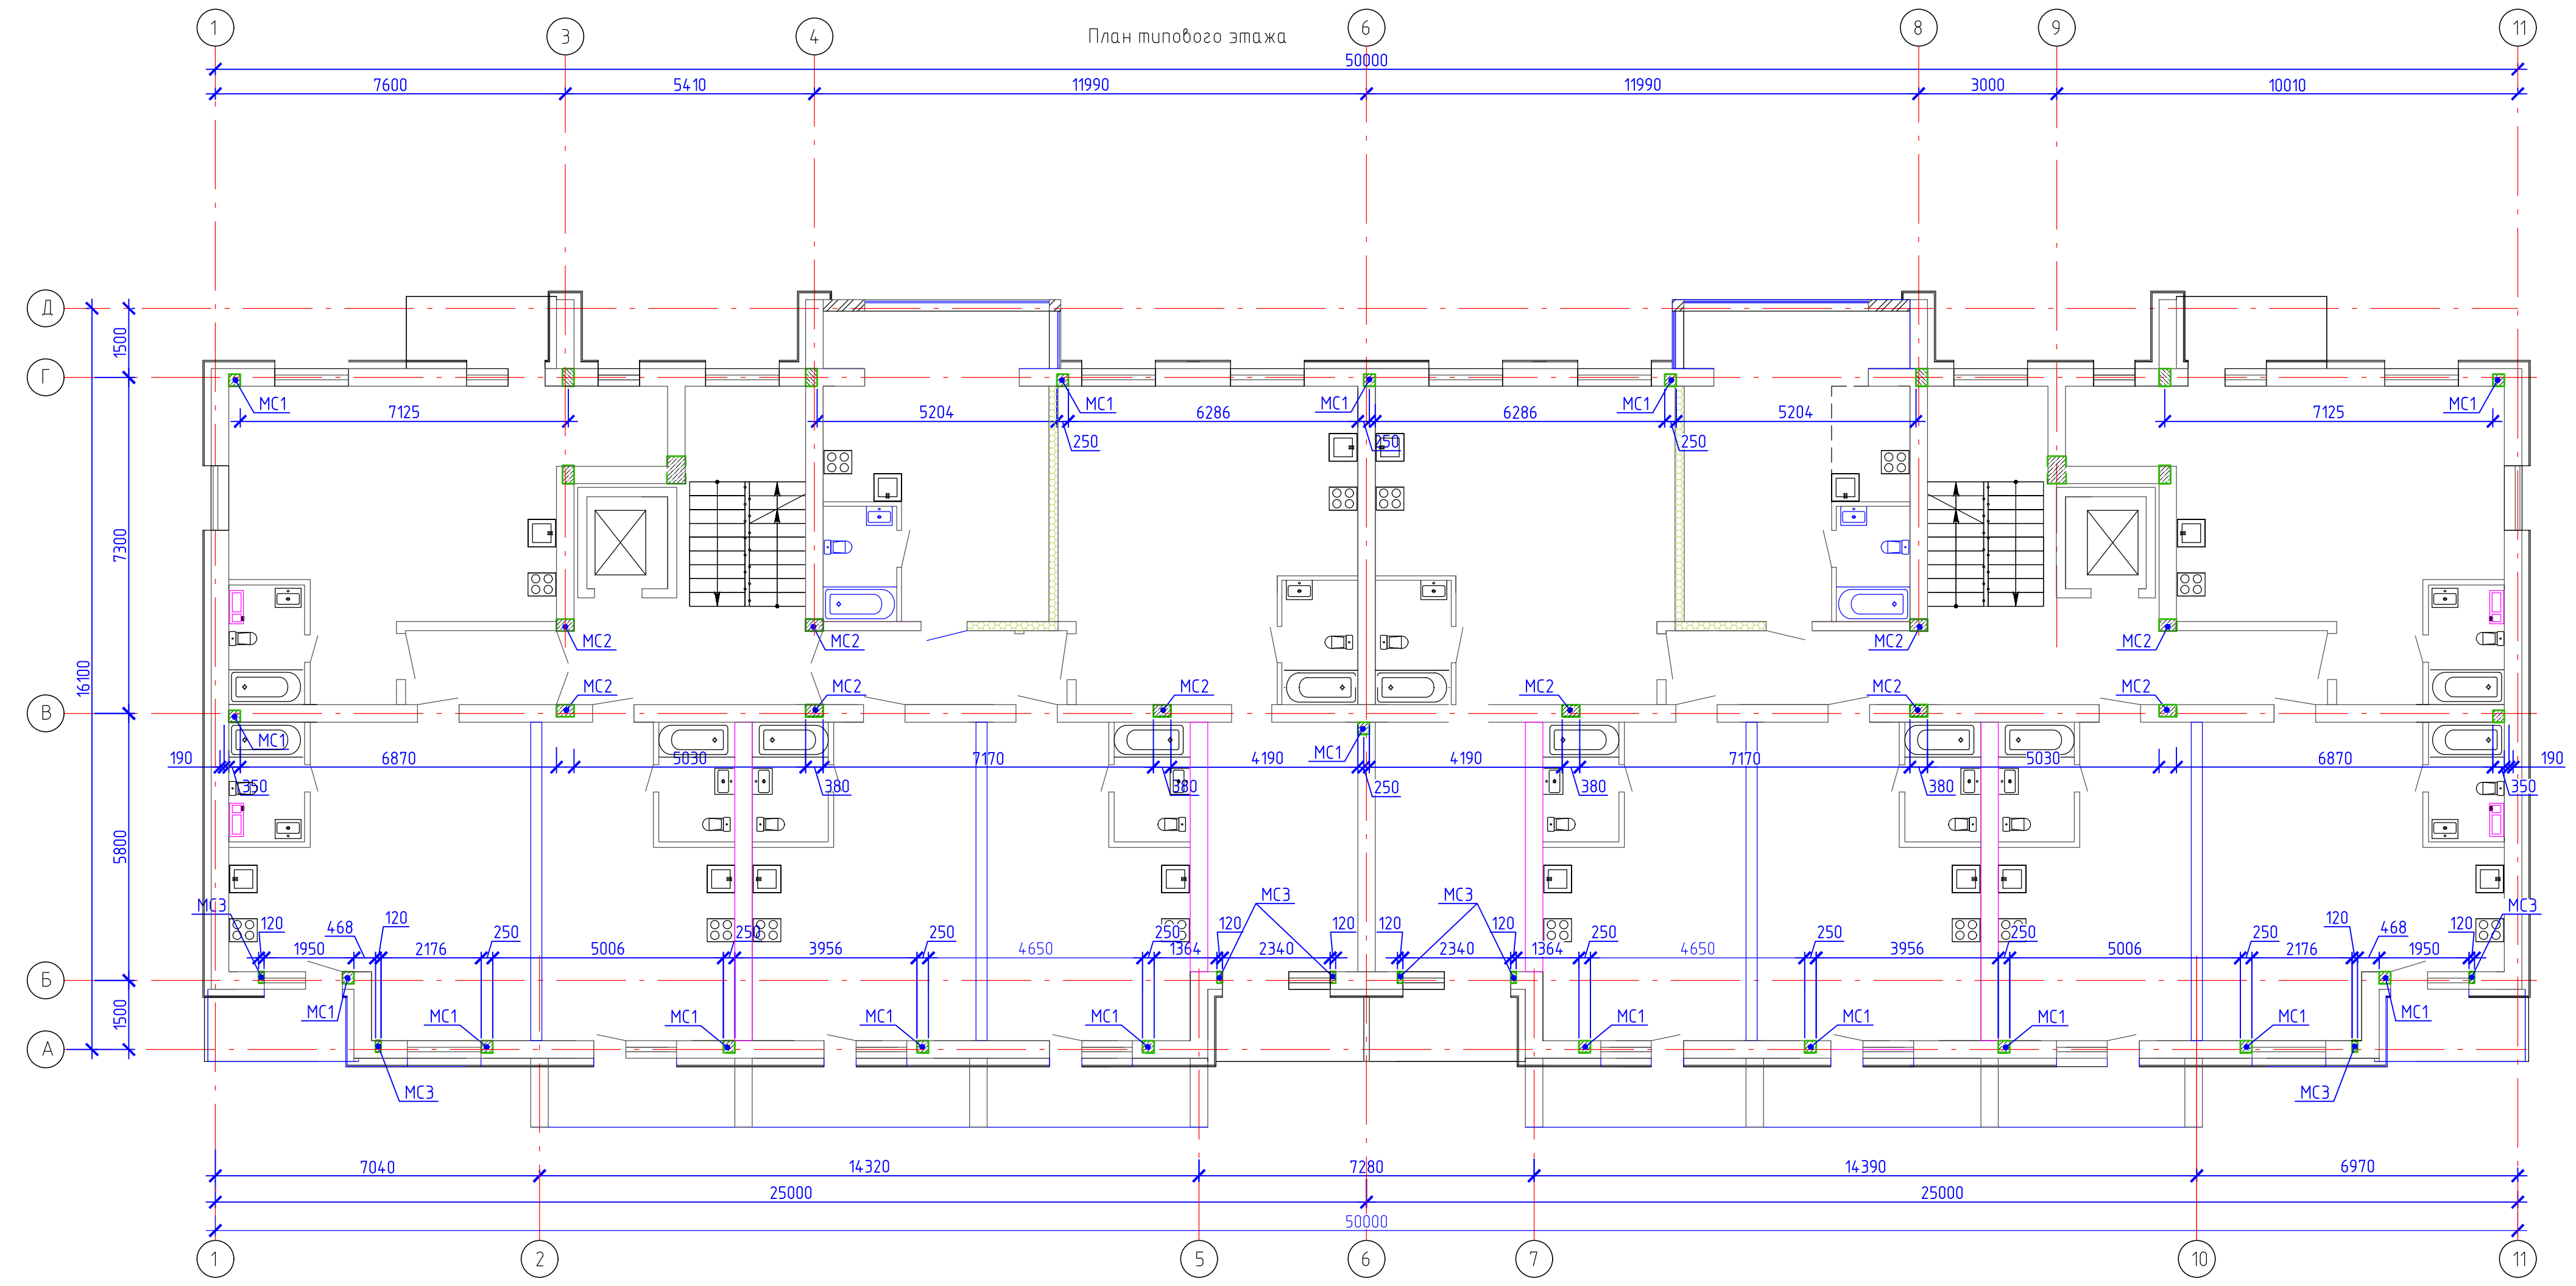 1 3 4 6 8 9 11
План типового этажа
50000
7600 5410 11990 11990 3000 10010
Д
1500
Г
МС1 МС1 МС1 МС1 МС1
7125 5204 6286 6286 5204 7125
250 250 250
7300
МС2 МС2 МС2 МС2
16100
МС2 МС2 МС2 МС2 МС2 МС2
В
МС1 МС1
190 6870 5030 7170 4190 4190 7170 5030 6870 190
350 380 380 250 380 380 350
5800
МС3 МС3 МС3 МС3
120 468 120 250 250 250 250 120 120 120 120 250 250 250 250 120 468 120
1950 2176 5006 3956 4650 1364 2340 2340 1364 4650 3956 5006 2176 1950
Б
1500
МС1 МС1 МС1 МС1 МС1 МС1 МС1 МС1 МС1 МС1
А
МС3 МС3
7040 14320 7280 14390 6970
25000 25000
50000
1 2 5 6 7 10 11